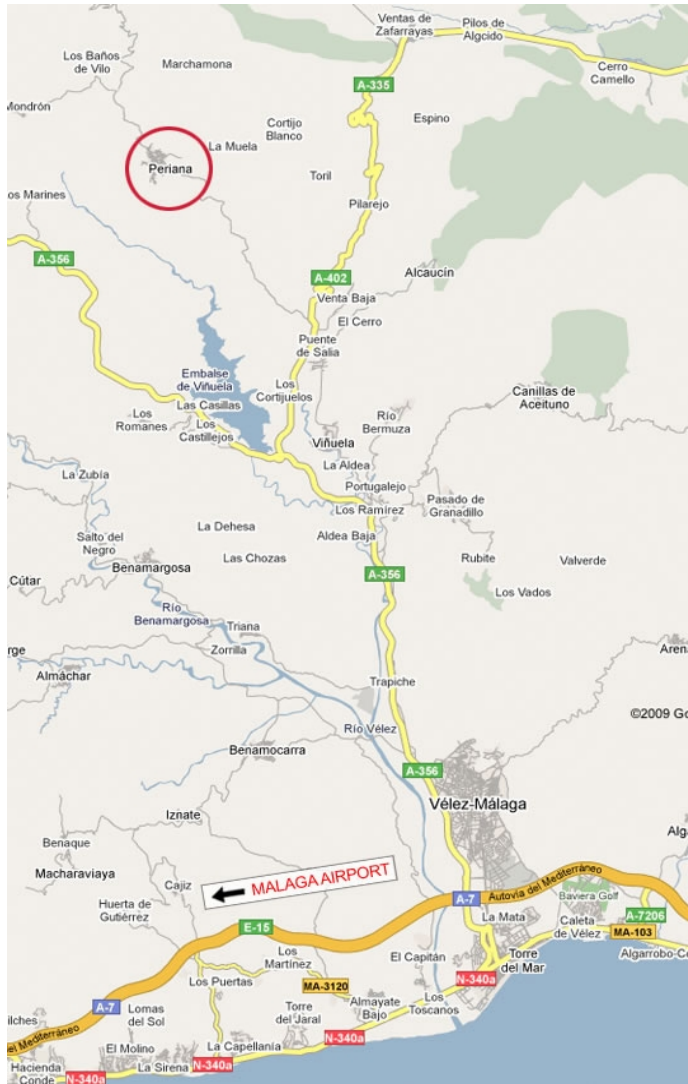 Ventas de
Zafarrayas
Pilos de
Algcido
Los Baños
de Vilo
Marchamona
Cerro
Camello
A-335
Mondrón
Cortijo
Blanco
Espino
La Muela
Periana
Toril
os Marines
Pilarejo
A-356
A-402
Alcaucín
Venta Baja
El Cerro
Puente
de Salia
Embalse
de Viñuela
Los
Cortijuelos
Canillas de
Aceituno
Las Casillas
Los
Romanes
Los
Castillejos
Río
Bermuza
Viñuela
La Aldea
La Zubía
Portugalejo
Pasado de
Granadillo
Los Ramírez
La Dehesa
Aldea Baja
Salto del
Negro
Las Chozas
Rubite
Valverde
Benamargosa
A-356
Cútar
Los Vados
Río
Benamargosa
Triana
Zorrilla
rge
Arena
Almáchar
Trapiche
©2009 Go
Río Vélez
Benamocarra
A-356
Vélez-Málaga
Iznate
Benaque
Alga
Macharaviaya
MALAGA AIRPORT
Cajiz
Autovía del Mediterráneo
Huerta de
Gutiérrez
A-7
Baviera Golf
La Mata
Caleta
de Vélez
A-7206
E-15
MA-103
El Capitán
Torre
del Mar
Algarrobo-Co
Los
Martínez
Los Puertas
MA-3120
N-340a
A-7
Lomas
del Sol
Torre
del Jaral
Almayate
Bajo
Los
Toscanos
ilches
del Mediterráneo
El Molino
La Capellanía
N-340a
Hacienda
Conde
La Sirena
N-340a
N-340a